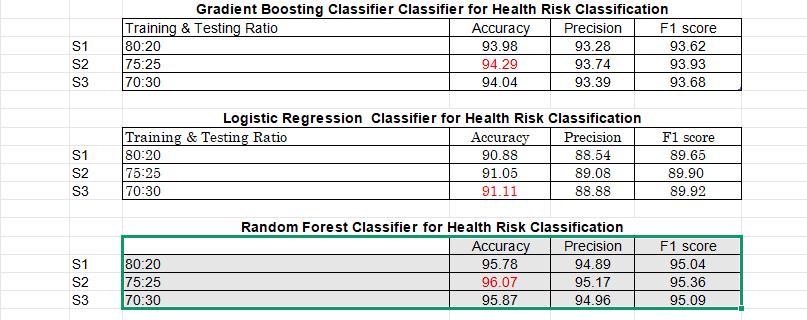 Gradient Boosting Classifier Classifier for Health Risk Classification
Training & Testing Ratio Accuracy Precision F1 score
S1 80:20 93.98 93.28 93.62
S2 75:25 94.29 93.74 93.93
S3 70:30 94.04 93.39 93.68
Logistic Regression Classifier for Health Risk Classification
Training & Testing Ratio Accuracy Precision F1 score
S1 80:20 90.88 88.54 89.65
S2 75:25 91.05 89.08 89.90
S3 70:30 91.11 88.88 89.92
Random Forest Classifier for Health Risk Classification
Accuracy Precision F1 score
S1 80:20 95.78 94.89 95.04
S2 75:25 96.07 95.17 95.36
S3 70:30 95.87 94.96 95.09